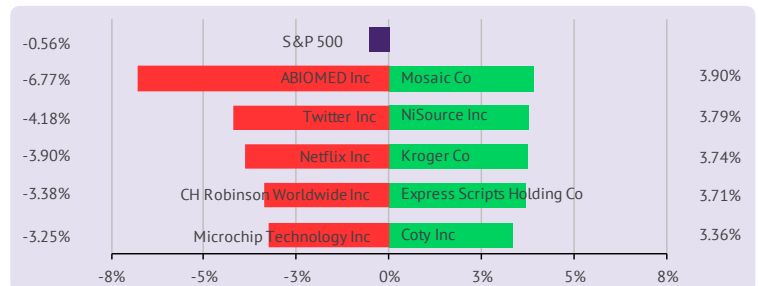 -0.56% S&P 500
-6.77% ABIOMED Inc Mosaic Co 3.90%
-4.18% Twitter Inc NiSource Inc 3.79%
-3.90% Netflix Inc Kroger Co 3.74%
-3.38% CH Robinson Worldwide Inc Express Scripts Holding Co 3.71%
-3.25% Microchip Technology Inc Coty Inc 3.36%
-8% -5% -3% 0% 3% 5% 8%